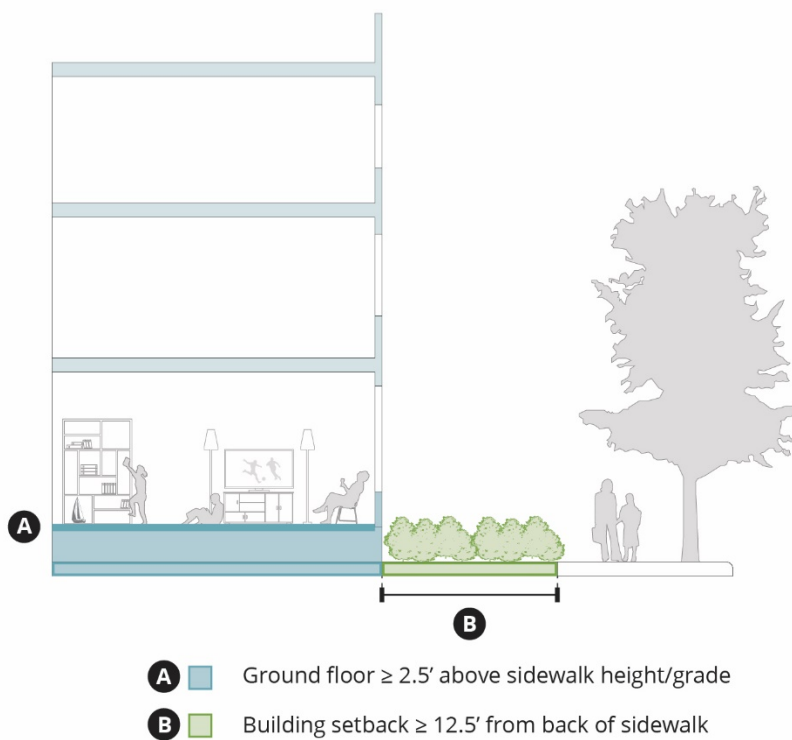 A
B
A Ground floor ≥ 2.5’ above sidewalk height/grade
B Building setback ≥ 12.5’ from back of sidewalk